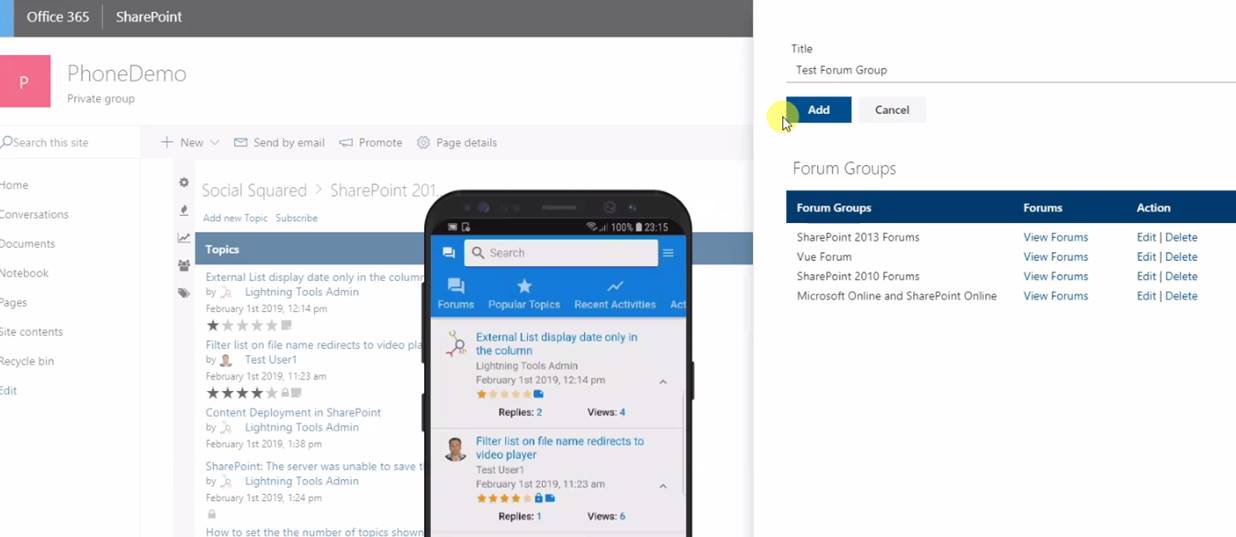 Office 365 SharePoint
P
PhoneDemo
Private group
Search this site
New
Send by email
Promote
Page details
Home
Conversations
Documents
Notebook
Pages
Site contents
Recycle bin
Edit
Social Squared > SharePoint 201
Add new Topic Subscribe
Topics
External List display date only in the column
by Lightning Tools Admin
February 1st 2019, 12:14 pm
Filter list on file name redirects to video
by Test User1
February 1st 2019, 11:23 am
Content Deployment in SharePoint
by Lightning Tools Admin
February 1st 2019, 1:38 pm
SharePoint: The server was unable to save
by Lightning Tools Admin
February 1st 2019, 1:24 pm
How to set the the number of topics shown
100% 23:15
Search
Forums Popular Topics Recent Activities Act
External List display date only in
the column
Lightning Tools Admin
February 1st 2019, 12:14 pm
Replies: 2 Views: 4
Filter list on file name redirects to
video player
Test User1
February 1st 2019, 11:23 am
Replies: 1 Views: 6
Title
Test Forum Group
Add Cancel
Forum Groups
Forum Groups Forums Action
SharePoint 2013 Forums View Forums Edit | Delete
Vue Forum View Forums Edit | Delete
SharePoint 2010 Forums View Forums Edit | Delete
Microsoft Online and SharePoint Online View Forums Edit | Delete